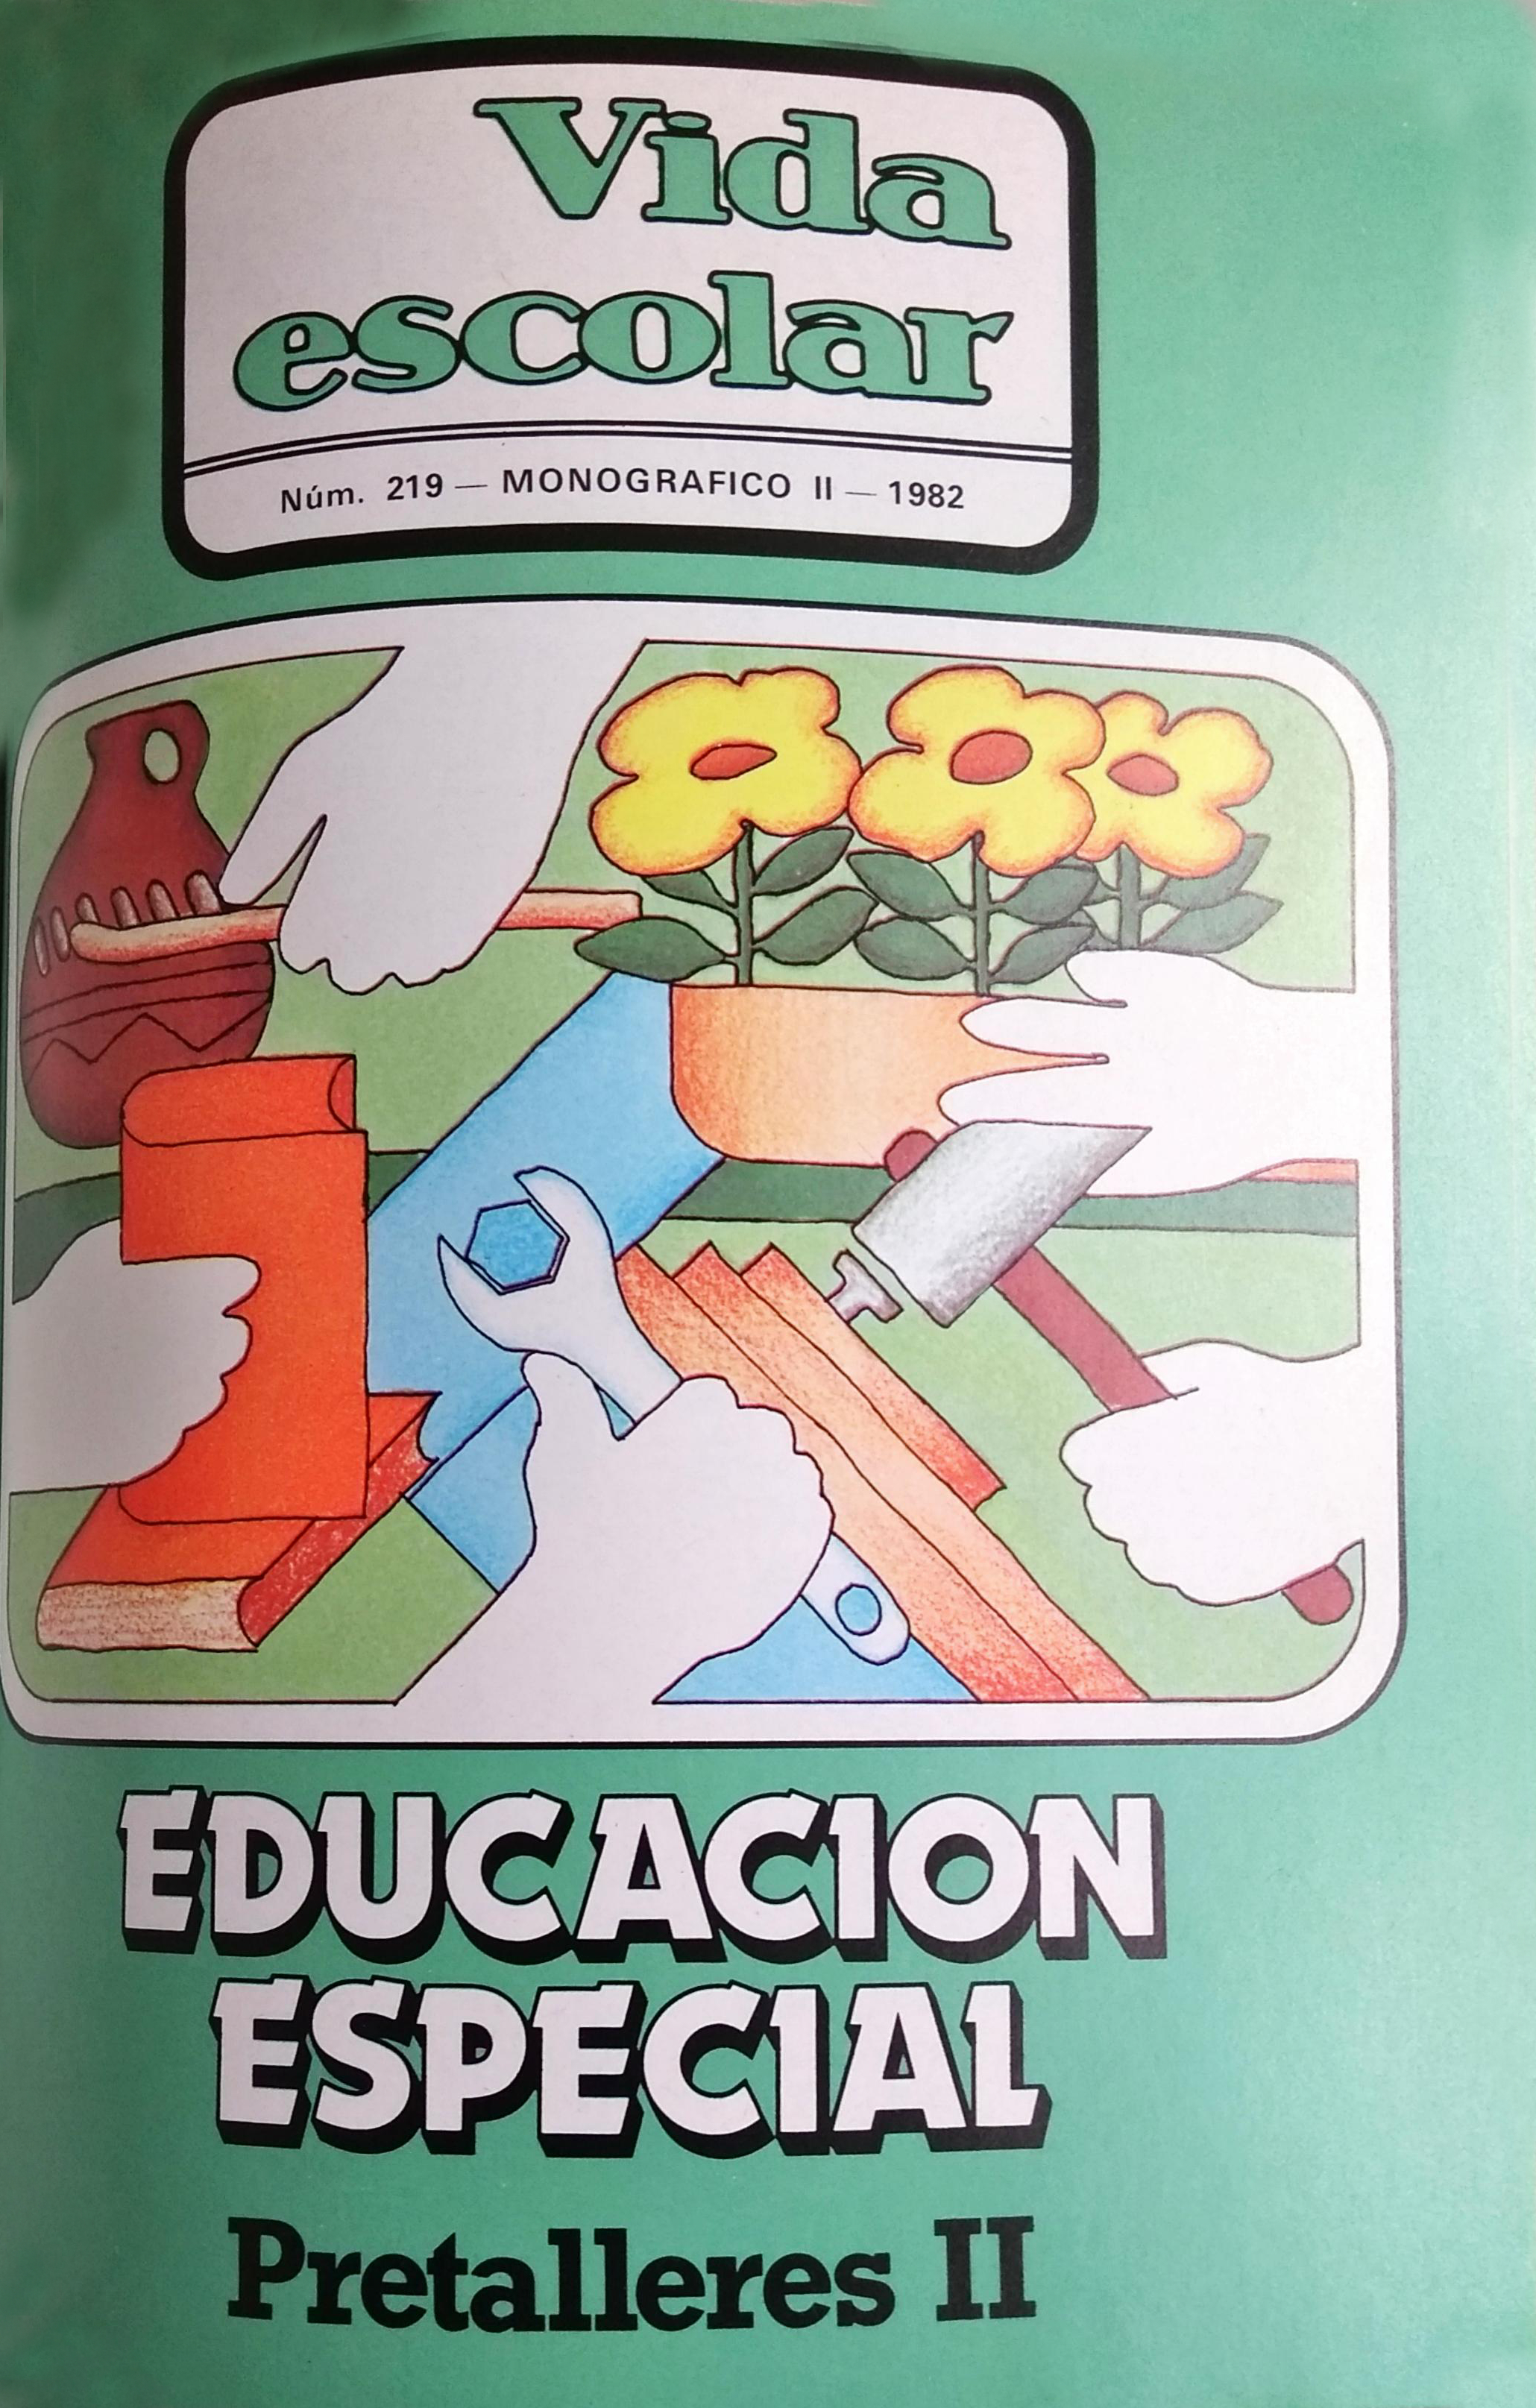 Vida
escolar
Núm. 219 — MONOGRAFICO II — 1982
EDUCACION
ESPECIAL
Pretalleres II